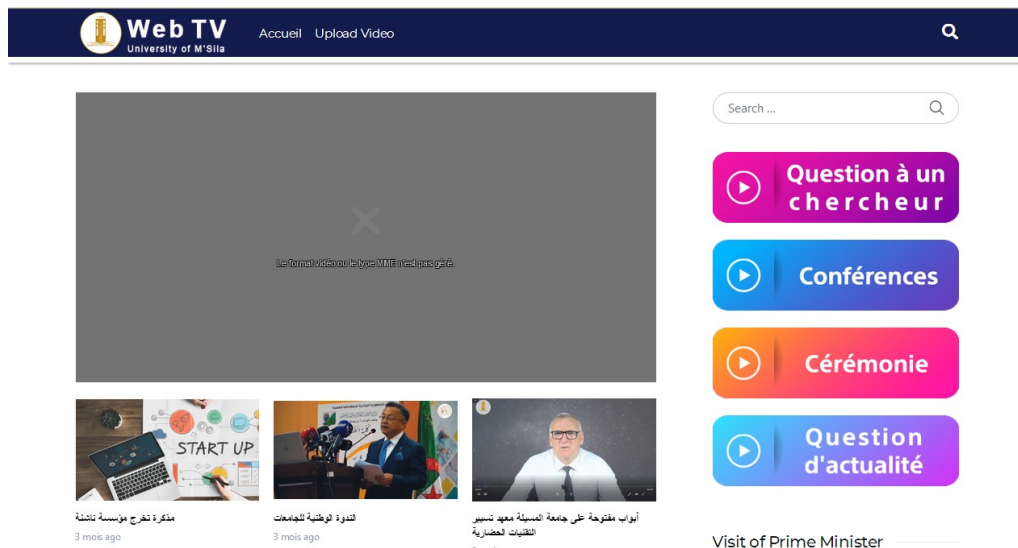 Web TV
University of M'Sila
Accueil Upload Video
Search ...
Le format vidéo ou le type MIME n'est pas géré.
Question à un
chercheur
Conférences
Cérémonie
Question
d'actualité
START UP
مذكرة تخرج مؤسسة ناشئة
3 mois ago
الندوة الوطنية للجامعات
3 mois ago
أبواب مفتوحة على جامعة المسيلة معهد تسيير
التقنيات الحضارية
Visit of Prime Minister